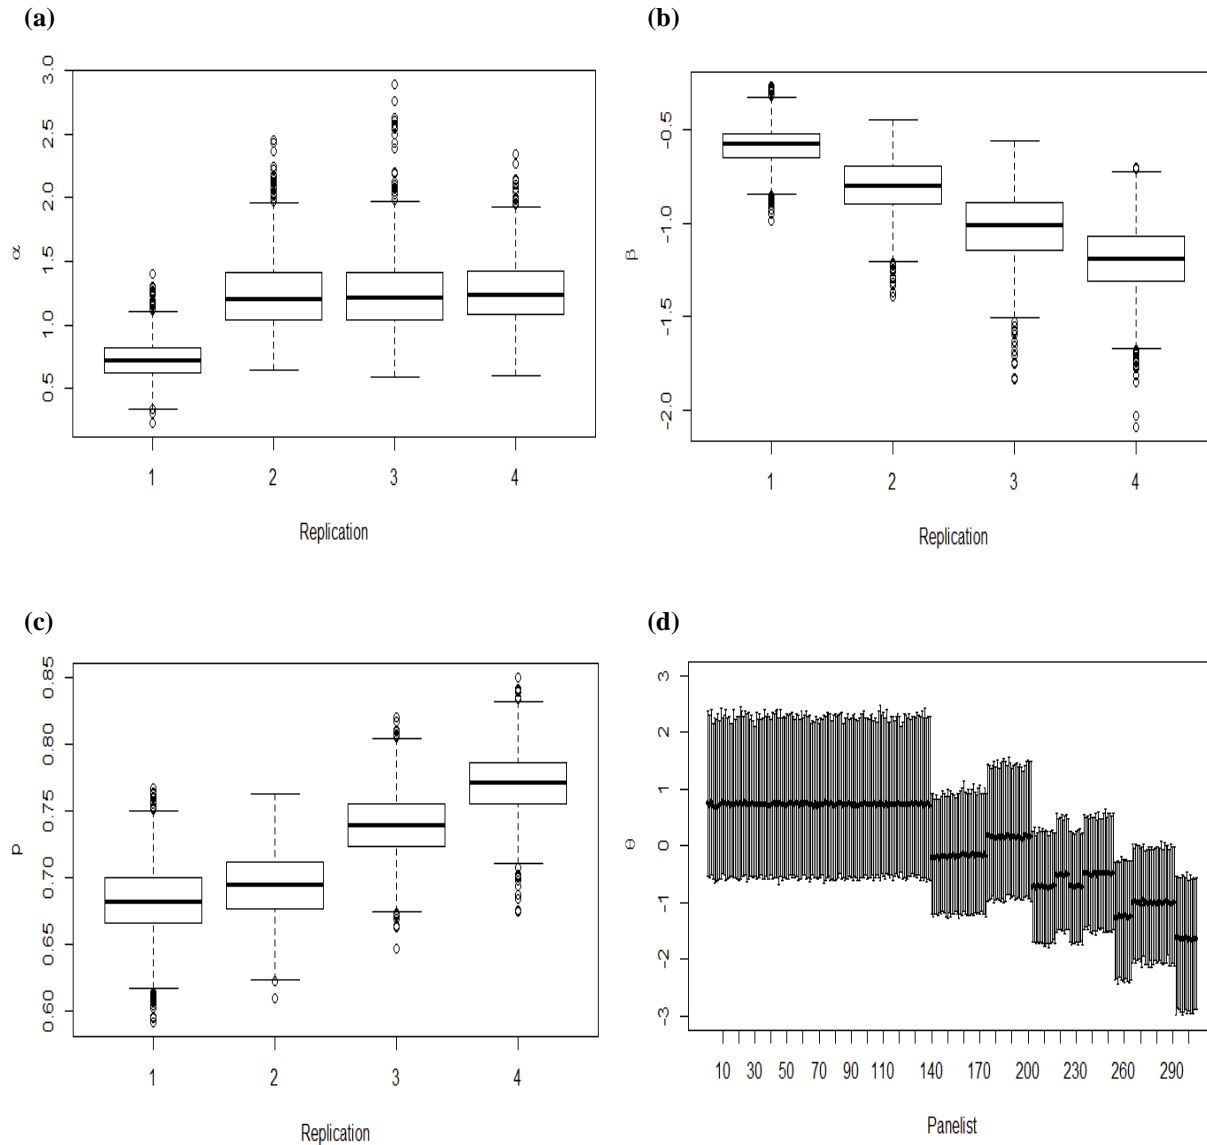 (a)
3.0
2.5
2.0
1.5
1.0
0.5
α
1 2 3 4
Replication
(b)
-0.5
-1.0
-1.5
-2.0
β
1 2 3 4
Replication
(c)
0.85
0.80
0.75
0.70
0.65
0.60
p
1 2 3 4
Replication
(d)
3
2
1
0
-1
-2
-3
θ
10 30 50 70 90 110 140 170 200 230 260 290
Panelist